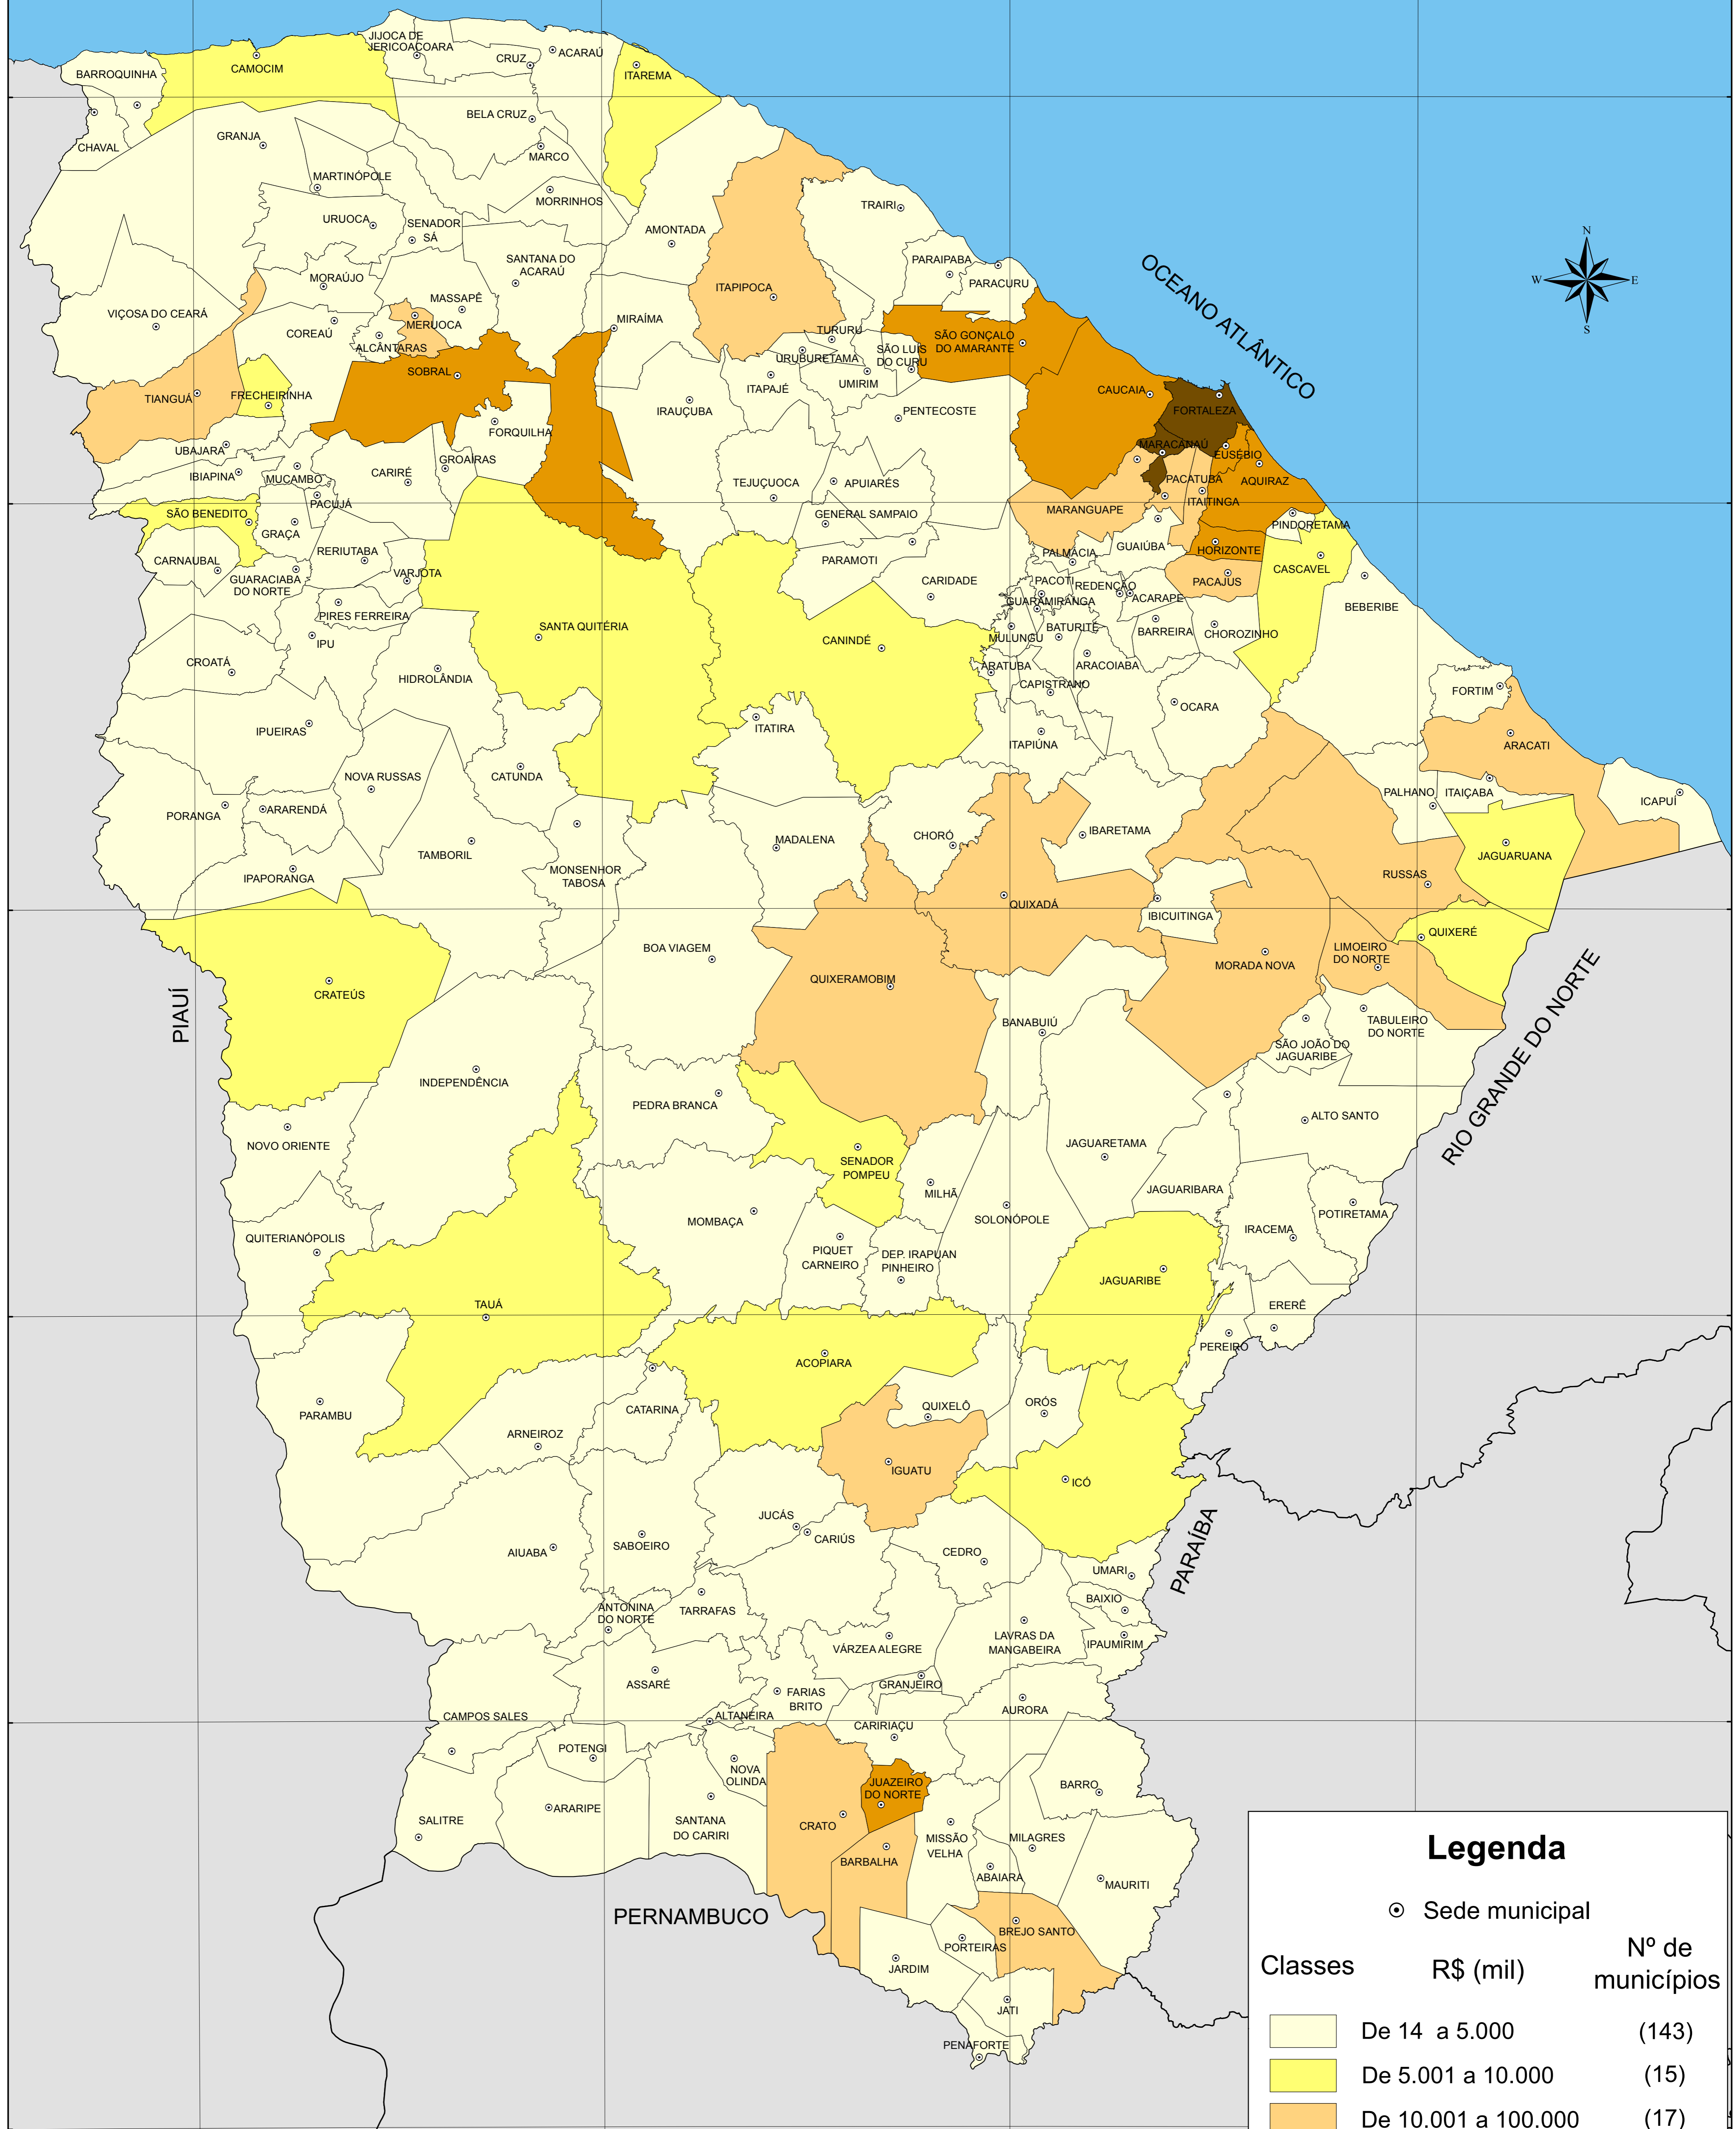 JIJOCA DE
JERICOACOARA
CRUZ
ACARAÚ
BARROQUINHA
CAMOCIM
ITAREMA
BELA CRUZ
CHAVAL
GRANJA
MARCO
MARTINÓPOLE
MORRINHOS
TRAIRI
URUOCA
SENADOR
SÁ
AMONTADA
N
W
E
S
SANTANA DO
ACARAÚ
PARAIPABA
PARACURU
OCEANO ATLÂNTICO
MORAÚJO
MASSAPÊ
ITAPIPOCA
VIÇOSA DO CEARÁ
MERUOCA
MIRAÍMA
COREAÚ
ALCÂNTARAS
TURURU
SÃO GONÇALO
DO AMARANTE
URUBURETAMA
SÃO LUIS
DO CURU
SOBRAL
ITAPAJÉ
UMIRIM
CAUCAIA
TIANGUÁ
FRECHEIRINHA
IRAUÇUBA
PENTECOSTE
FORTALEZA
FORQUILHA
MARACANAÚ
UBAJARA
EUSÉBIO
IBIAPINA
MUCAMBO
CARIRÉ
GROAÍRAS
TEJUÇUOCA
APUIARÉS
PACATUBA
AQUIRAZ
PACUJÁ
ITAITINGA
SÃO BENEDITO
GENERAL SAMPAIO
MARANGUAPE
PINDORETAMA
GRAÇA
CARNAUBAL
RERIUTABA
PARAMOTI
PALMÁCIA
GUAIÚBA
HORIZONTE
GUARACIABA
DO NORTE
VARJOTA
CARIDADE
PACOTI
REDENÇÃO
PACAJUS
CASCAVEL
PIRES FERREIRA
GUARAMIRANGA
ACARAPE
BEBERIBE
SANTA QUITÉRIA
CANINDÉ
MULUNGU
BATURITÉ
BARREIRA
CHOROZINHO
IPU
CROATÁ
HIDROLÂNDIA
ARATUBA
ARACOIABA
CAPISTRANO
FORTIM
OCARA
IPUEIRAS
ITATIRA
ITAPIÚNA
ARACATI
NOVA RUSSAS
CATUNDA
PORANGA
ARARENDÁ
PALHANO
ITAIÇABA
ICAPUÍ
TAMBORIL
MADALENA
CHORÓ
IBARETAMA
JAGUARUANA
IPAPORANGA
MONSENHOR
TABOSA
RUSSAS
QUIXADÁ
IBICUITINGA
QUIXERÉ
BOA VIAGEM
LIMOEIRO
DO NORTE
MORADA NOVA
CRATEÚS
QUIXERAMOBIM
PIAUÍ
BANABUIÚ
TABULEIRO
DO NORTE
SÃO JOÃO DO
JAGUARIBE
RIO GRANDE DO NORTE
INDEPENDÊNCIA
PEDRA BRANCA
ALTO SANTO
NOVO ORIENTE
JAGUARETAMA
SENADOR
POMPEU
MILHÃ
JAGUARIBARA
MOMBAÇA
SOLONÓPOLE
POTIRETAMA
IRACEMA
QUITERIANÓPOLIS
PIQUET
CARNEIRO
DEP. IRAPUAN
PINHEIRO
JAGUARIBE
TAUÁ
ERERÊ
PEREIRO
ACOPIARA
PARAMBU
CATARINA
QUIXELÔ
ORÓS
ARNEIROZ
IGUATU
ICÓ
JUCÁS
CARIÚS
AIUABA
SABOEIRO
CEDRO
UMARI
PARAÍBA
BAIXIO
ANTONINA
DO NORTE
TARRAFAS
LAVRAS DA
MANGABEIRA
VÁRZEA ALEGRE
IPAUMIRIM
ASSARÉ
FARIAS
BRITO
GRANJEIRO
AURORA
CAMPOS SALES
ALTANEIRA
CARIRIAÇU
POTENGI
NOVA
OLINDA
JUAZEIRO
DO NORTE
BARRO
ARARIPE
SALITRE
SANTANA
DO CARIRI
CRATO
MISSÃO
VELHA
MILAGRES
BARBALHA
ABAIARA
MAURITI
PERNAMBUCO
BREJO SANTO
PORTEIRAS
JARDIM
JATI
PENAFORTE
Legenda
Sede municipal
Classes R$ (mil) Nº de
municípios
De 14 a 5.000 (143)
De 5.001 a 10.000 (15)
De 10.001 a 100.000 (17)